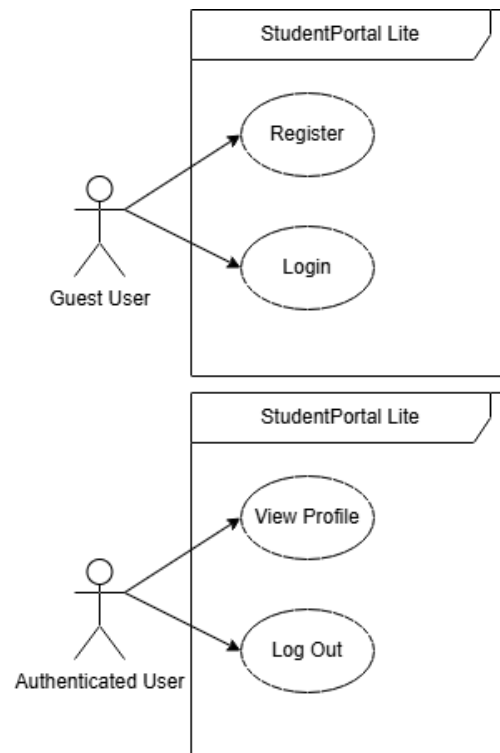 StudentPortal Lite
Register
Login
Guest User
StudentPortal Lite
View Profile
Log Out
Authenticated User